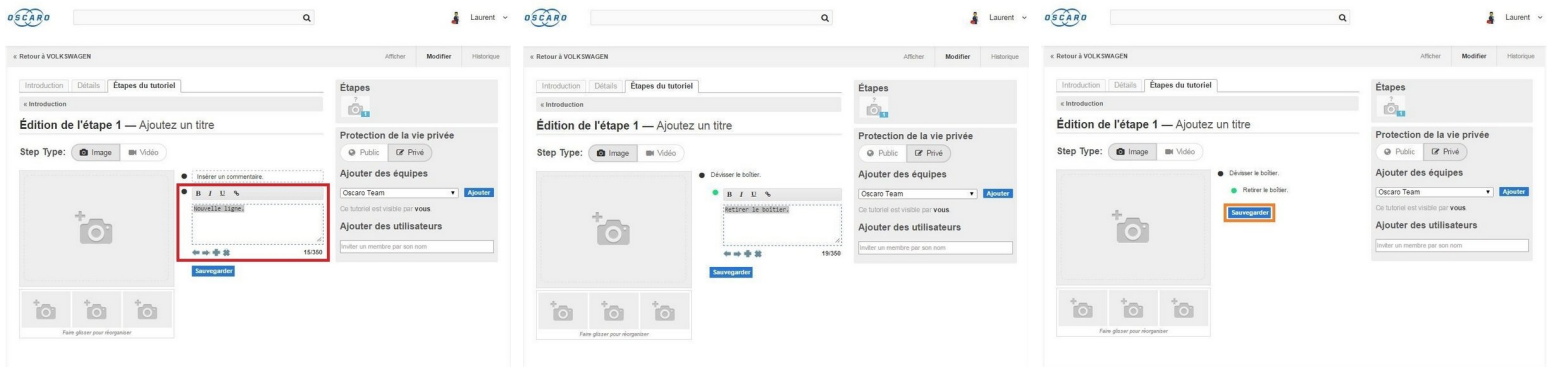 OSCARO
Laurent
« Retour à VOLKSWAGEN
Afficher Modifier Historique
Introduction Détails Étapes du tutoriel
« Introduction
Édition de l'étape 1 — Ajoutez un titre
Step Type: Image Vidéo
Insérer un commentaire.
B I U
Nouvelle ligne.
15/350
Sauvegarder
Faire glisser pour réorganiser
Étapes
?
1
Protection de la vie privée
Public Privé
Ajouter des équipes
Oscaro Team Ajouter
Ce tutoriel est visible par vous
Ajouter des utilisateurs
Inviter un membre par son nom
OSCARO
Laurent
« Retour à VOLKSWAGEN
Afficher Modifier Historique
Introduction Détails Étapes du tutoriel
« Introduction
Édition de l'étape 1 — Ajoutez un titre
Step Type: Image Vidéo
Dévisser le boîtier.
B I U
Retirer le boîtier.
19/350
Sauvegarder
Faire glisser pour réorganiser
Étapes
?
1
Protection de la vie privée
Public Privé
Ajouter des équipes
Oscaro Team Ajouter
Ce tutoriel est visible par vous
Ajouter des utilisateurs
Inviter un membre par son nom
OSCARO
Laurent
« Retour à VOLKSWAGEN
Afficher Modifier Historique
Introduction Détails Étapes du tutoriel
« Introduction
Édition de l'étape 1 — Ajoutez un titre
Step Type: Image Vidéo
Dévisser le boîtier.
Retirer le boîtier.
Sauvegarder
Faire glisser pour réorganiser
Étapes
?
1
Protection de la vie privée
Public Privé
Ajouter des équipes
Oscaro Team Ajouter
Ce tutoriel est visible par vous
Ajouter des utilisateurs
Inviter un membre par son nom